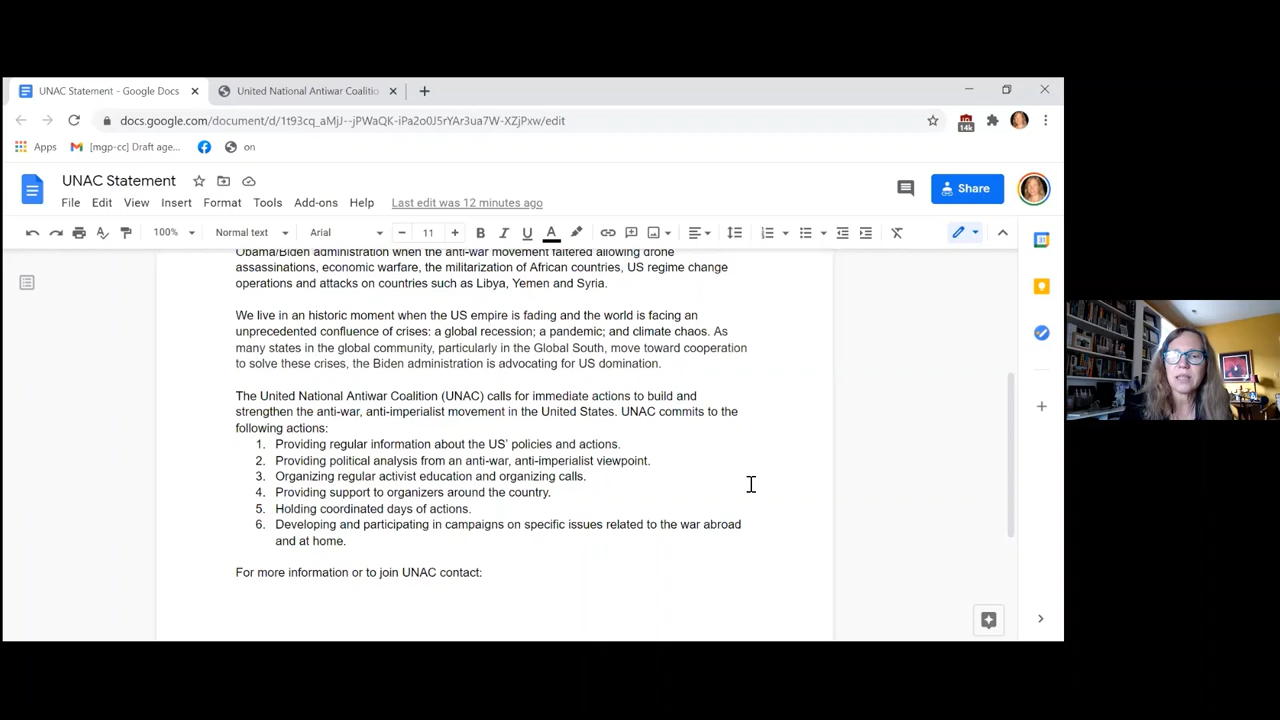 UNAC Statement - Google Docs
United National Antiwar Coalitio
docs.google.com/document/d/1t93cq_aMjJ--jPWaQK-iPa2o0J5rYAr3ua7W-XZjPxw/edit
14k
Apps [mgp-cc] Draft age... on
UNAC Statement
Share
File Edit View Insert Format Tools Add-ons Help Last edit was 12 minutes ago
100% Normal text Arial 11 B I U A
31
Obama/Biden administration when the anti-war movement faltered allowing drone
assassinations, economic warfare, the militarization of African countries, US regime change
operations and attacks on countries such as Libya, Yemen and Syria.
We live in an historic moment when the US empire is fading and the world is facing an
unprecedented confluence of crises: a global recession; a pandemic; and climate chaos. As
many states in the global community, particularly in the Global South, move toward cooperation
to solve these crises, the Biden administration is advocating for US domination.
The United National Antiwar Coalition (UNAC) calls for immediate actions to build and
strengthen the anti-war, anti-imperialist movement in the United States. UNAC commits to the
following actions:
1. Providing regular information about the US' policies and actions.
2. Providing political analysis from an anti-war, anti-imperialist viewpoint.
3. Organizing regular activist education and organizing calls.
4. Providing support to organizers around the country.
5. Holding coordinated days of actions.
6. Developing and participating in campaigns on specific issues related to the war abroad
and at home.
For more information or to join UNAC contact: